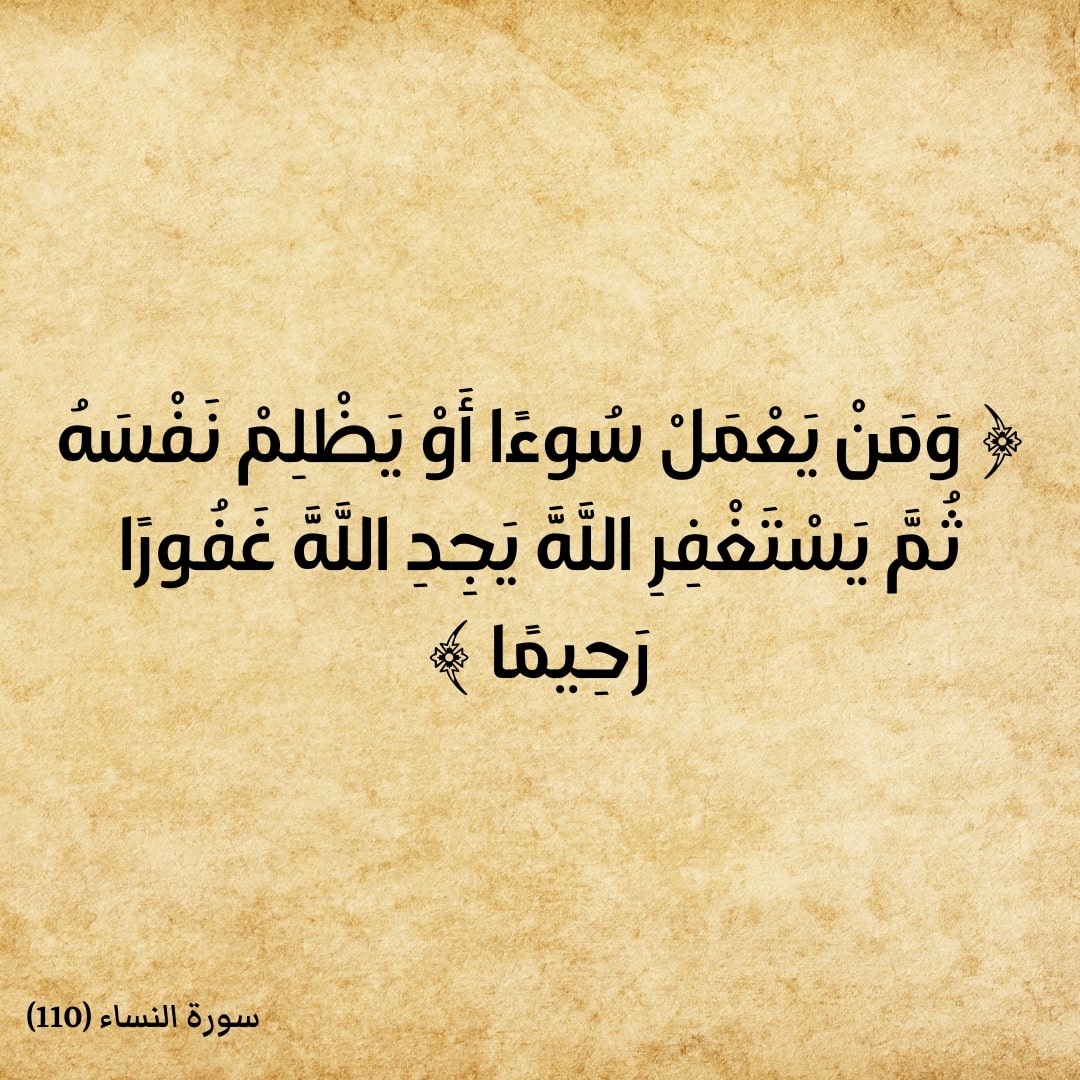 ﴿ وَمَنْ يَعْمَلْ سُوءًا أَوْ يَظْلِمْ نَفْسَهُ
ثُمَّ يَسْتَغْفِرِ اللَّهَ يَجِدِ اللَّهَ غَفُورًا
رَحِيمًا ﴾
سورة النساء (110)